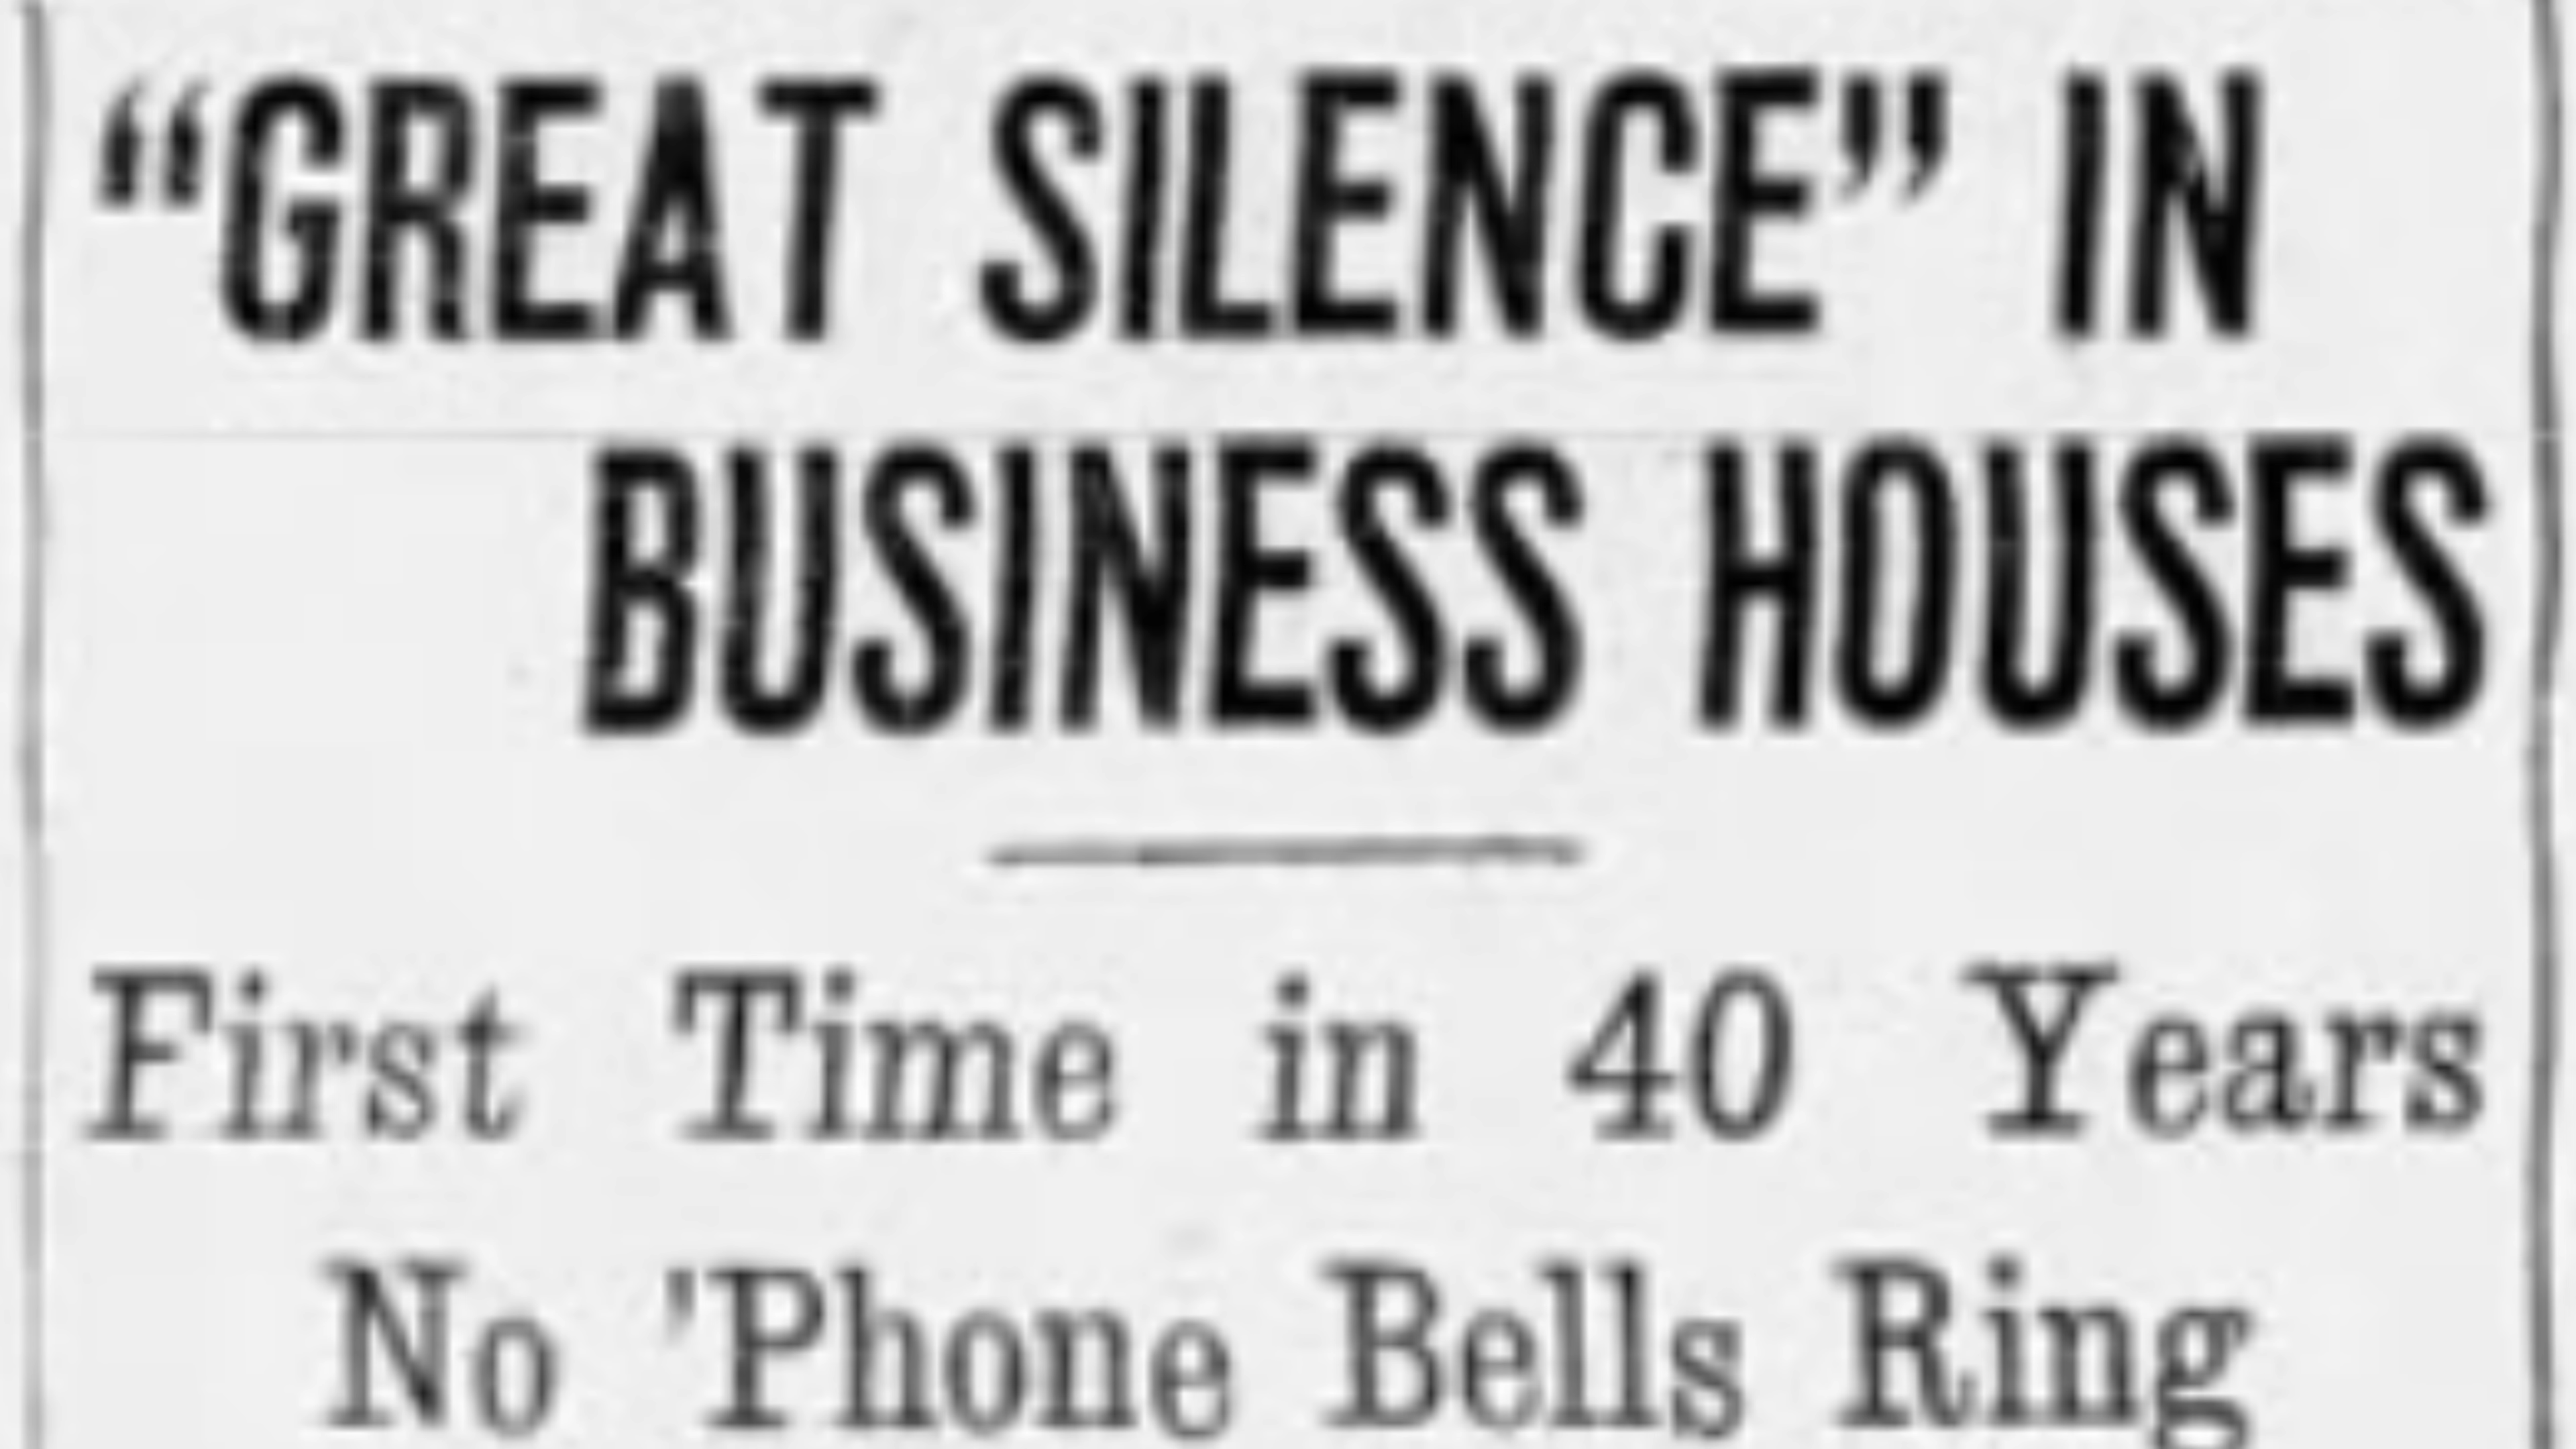 “GREAT SILENCE” IN
BUSINESS HOUSES
First Time in 40 Years
No 'Phone Bells Ring